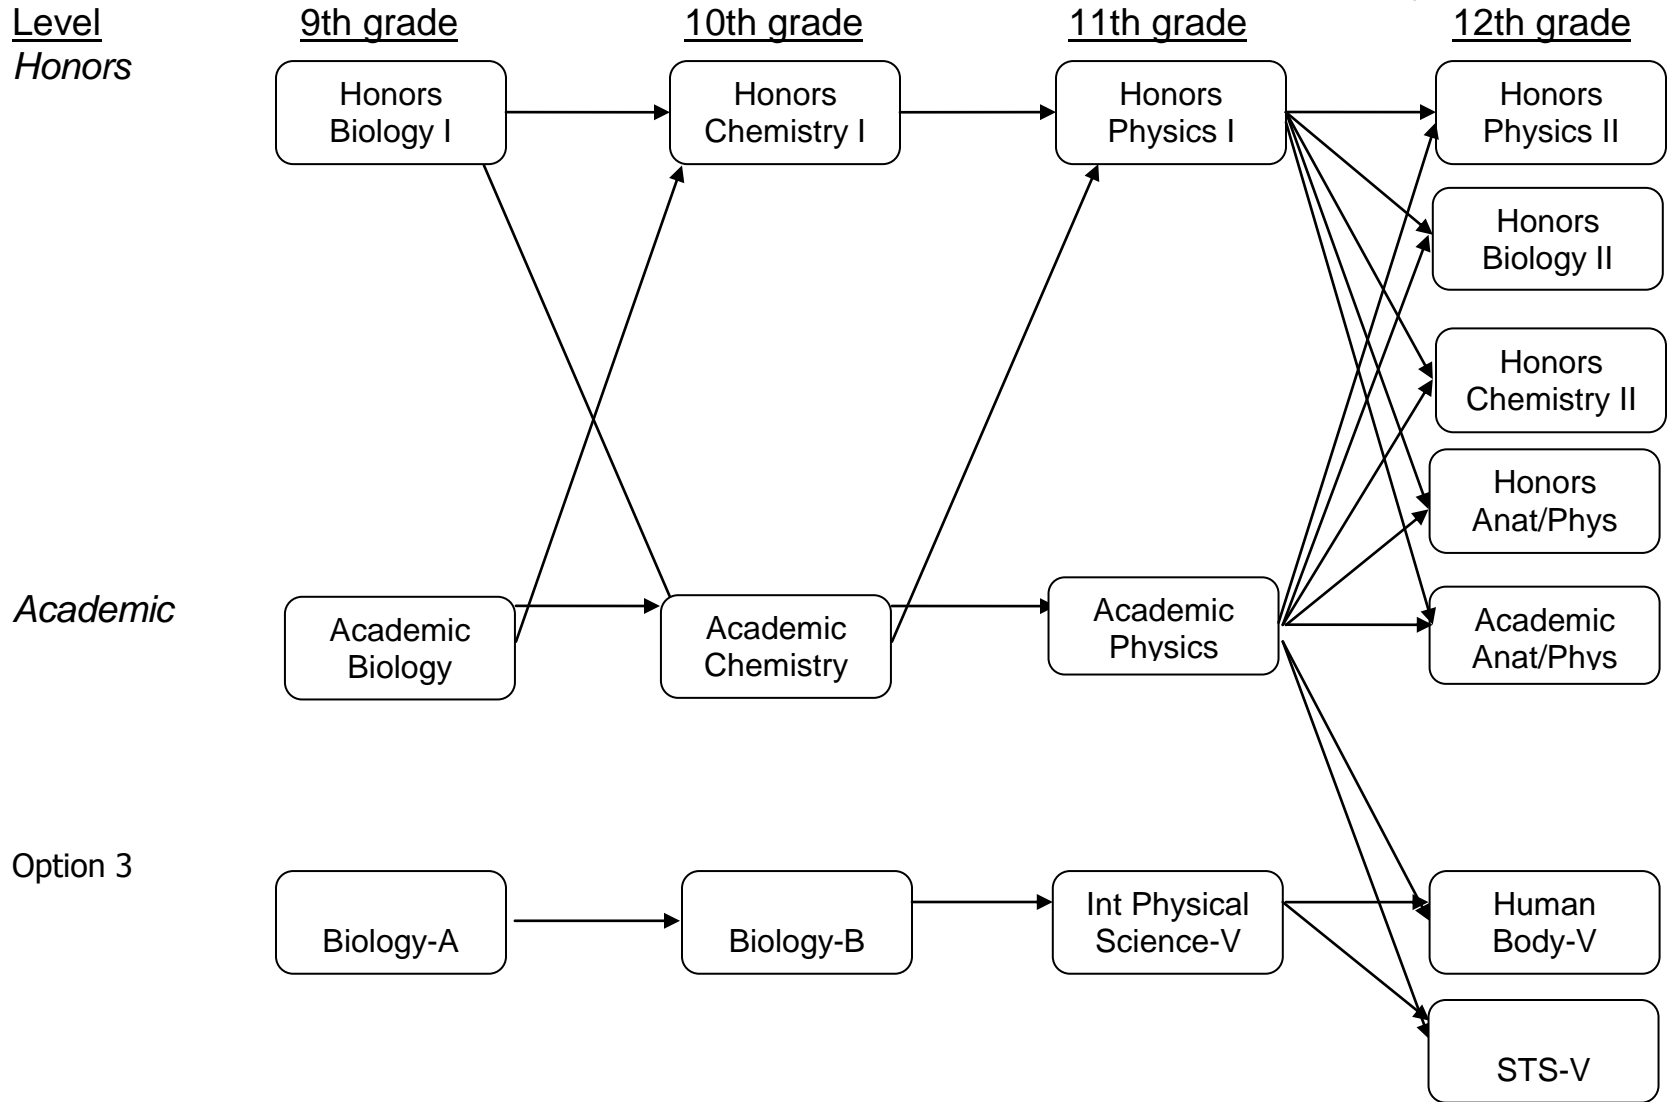 Level 9th grade 10th grade 11th grade 12th grade
Honors
Honors
Biology I
Honors
Chemistry I
Honors
Physics I
Honors
Physics II
Honors
Biology II
Honors
Chemistry II
Honors
Anat/Phys
Academic
Academic
Biology
Academic
Chemistry
Academic
Physics
Academic
Anat/Phys
Option 3
Biology-A
Biology-B
Int Physical
Science-V
Human
Body-V
STS-V